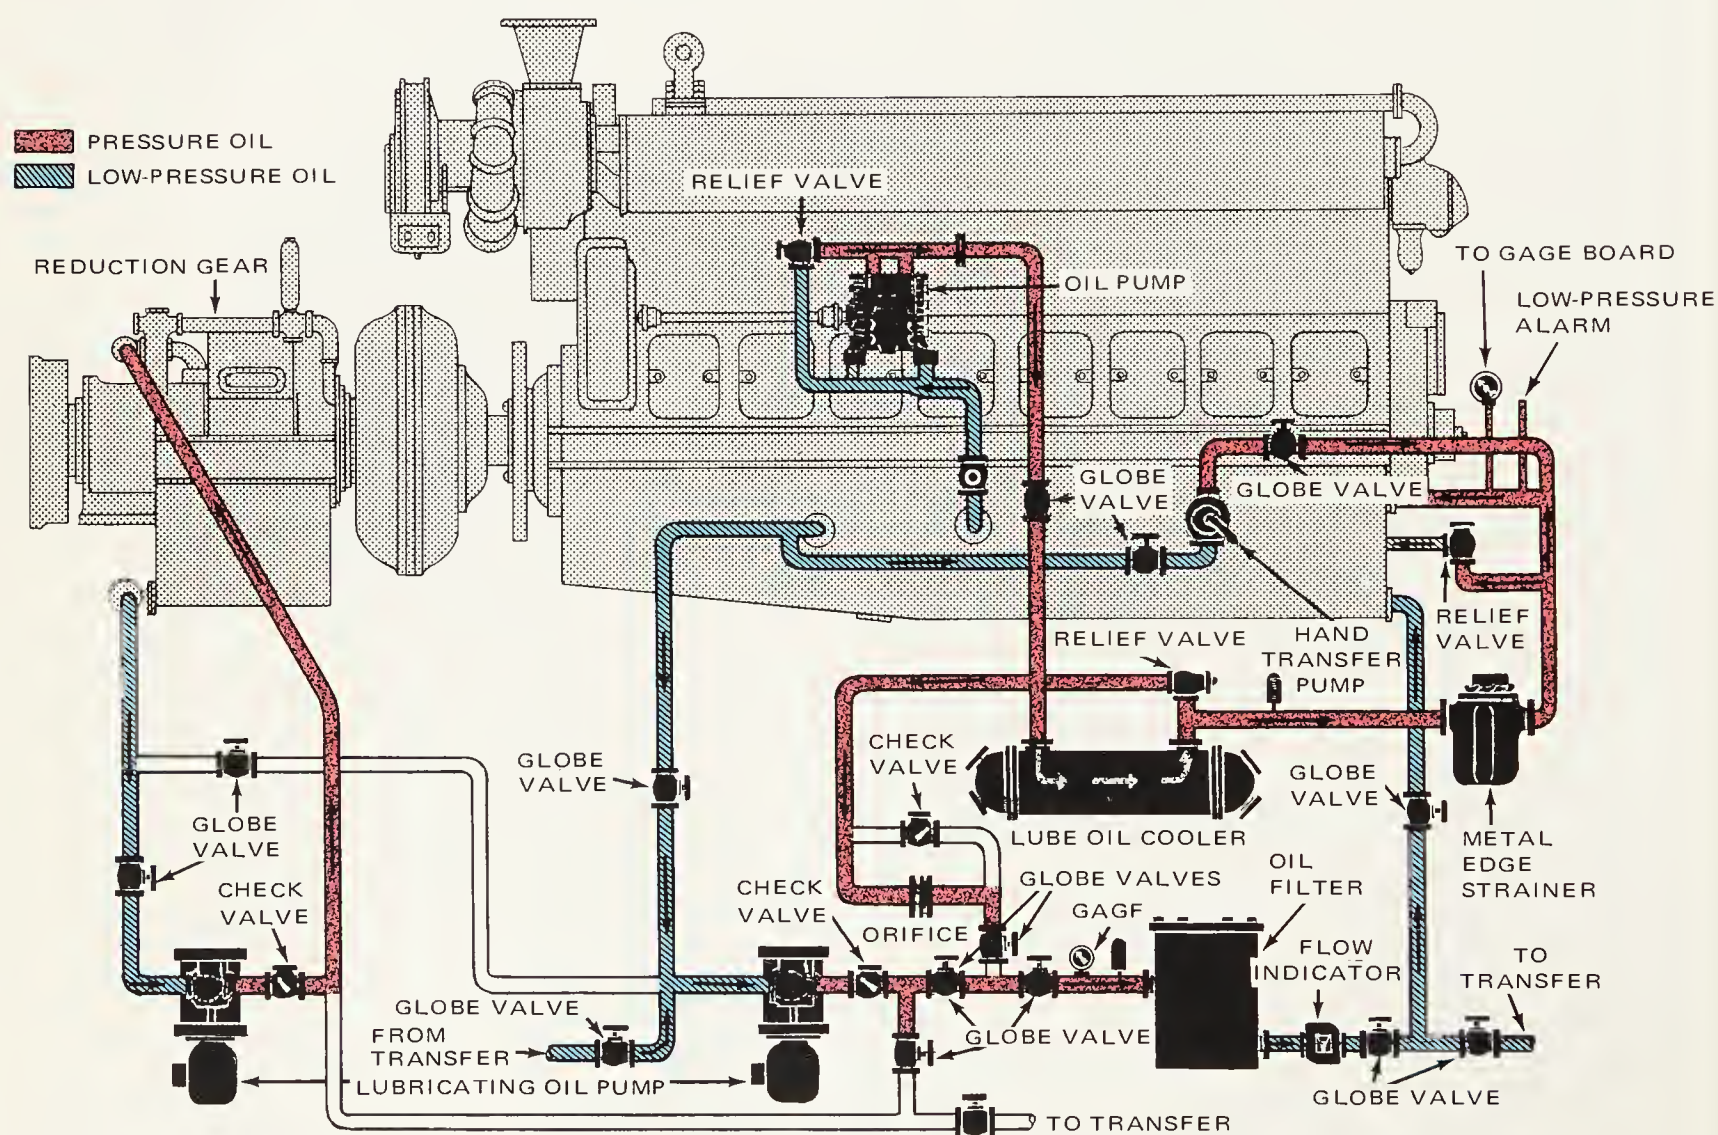 PRESSURE OIL
LOW-PRESSURE OIL
RELIEF VALVE
REDUCTION GEAR
OIL PUMP
TO GAGE BOARD
LOW-PRESSURE
ALARM
GLOBE
VALVE
GLOBE VALVE
RELIEF
VALVE
RELIEF VALVE
HAND
TRANSFER
PUMP
GLOBE
VALVE
CHECK
VALVE
GLOBE
VALVE
LUBE OIL COOLER
METAL
EDGE
STRAINER
GLOBE
VALVE
CHECK
VALVE
CHECK
VALVE
GLOBE VALVES
OIL
FILTER
GAGF
ORIFICE
FLOW
INDICATOR
TO
TRANSFER
GLOBE VALVE
FROM
TRANSFER
GLOBE VALVE
LUBRICATING OIL PUMP
GLOBE VALVE
TO TRANSFER